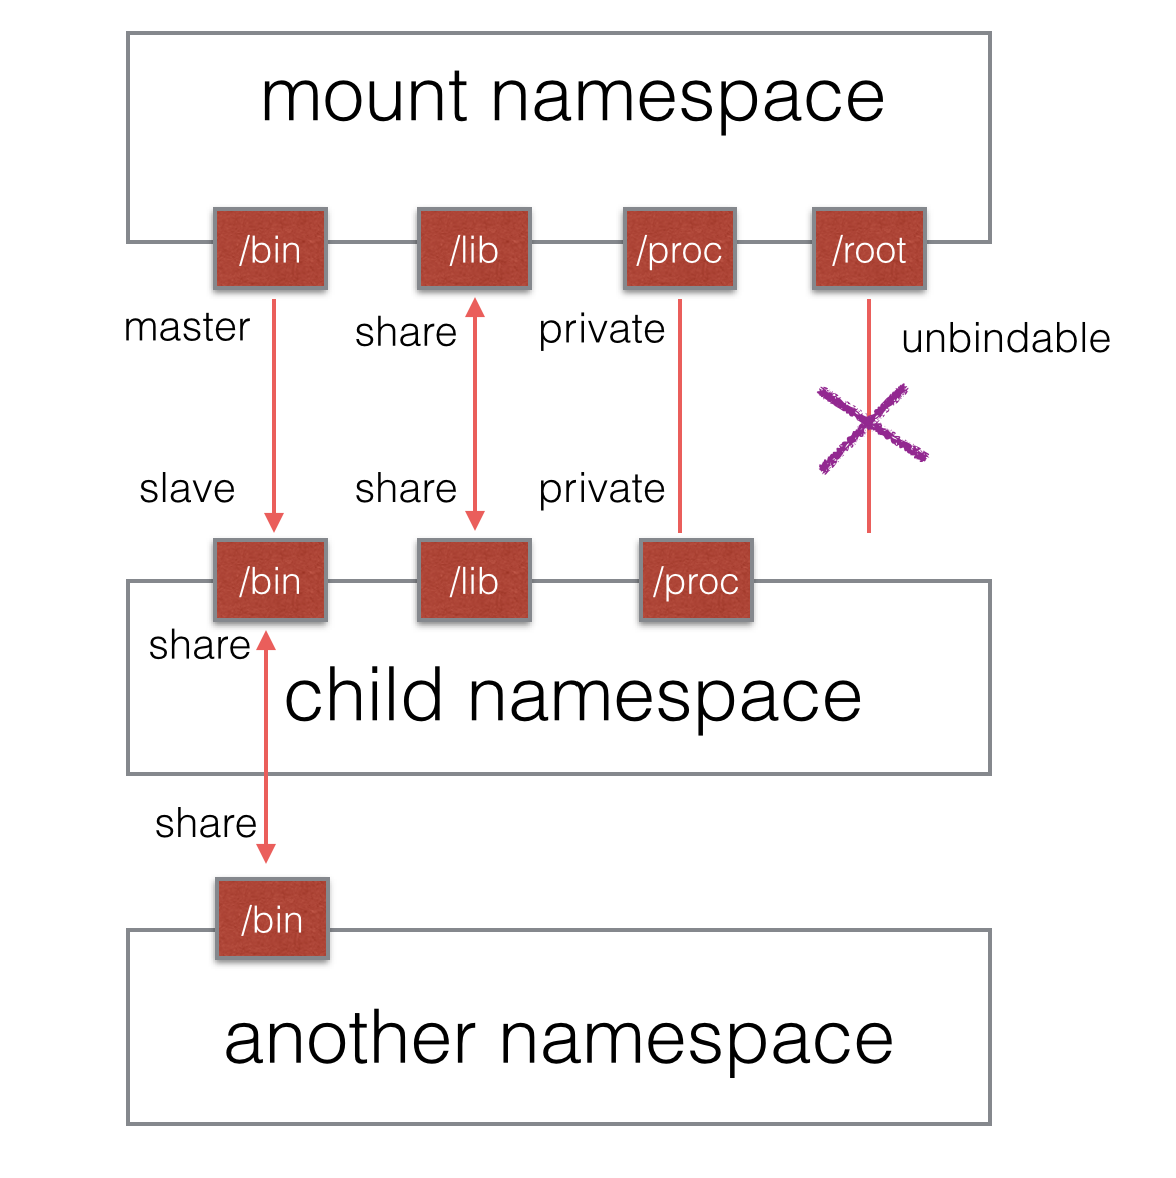 mount namespace
/bin
/lib
/proc
/root
master
share
private
unbindable
slave
share
private
/bin
/lib
/proc
share
child namespace
share
/bin
another namespace